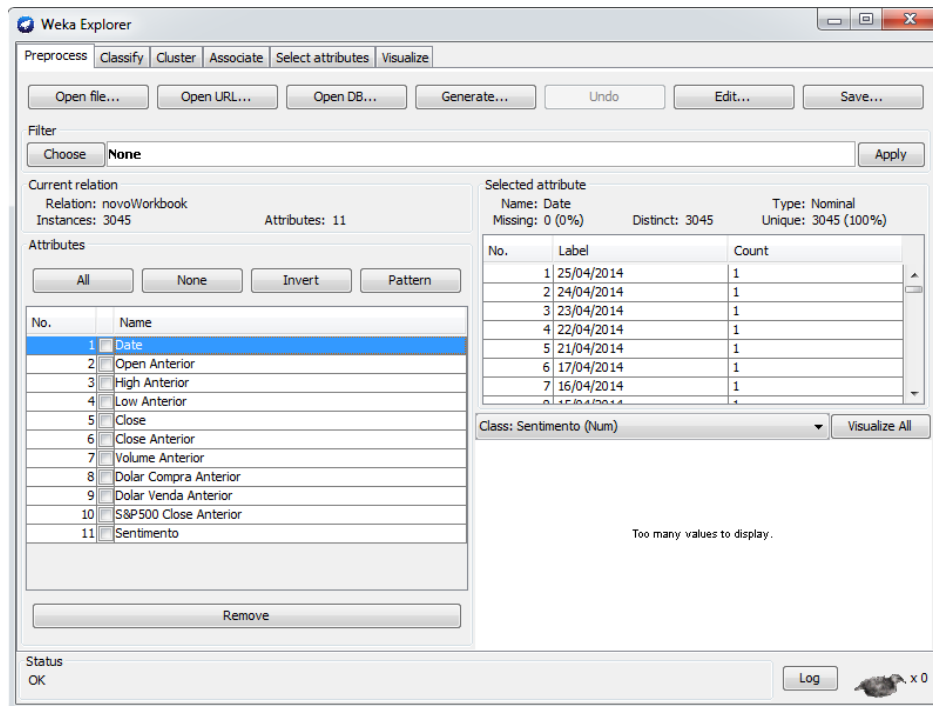 Weka Explorer
Preprocess Classify Cluster Associate Select attributes Visualize
Open file... Open URL... Open DB... Generate... Undo Edit... Save...
Filter
Choose None Apply
Current relation
Relation: novoWorkbook
Instances: 3045 Attributes: 11
Attributes
All None Invert Pattern
No. Name
1 Date
2 Open Anterior
3 High Anterior
4 Low Anterior
5 Close
6 Close Anterior
7 Volume Anterior
8 Dolar Compra Anterior
9 Dolar Venda Anterior
10 S&P500 Close Anterior
11 Sentimento
Remove
Selected attribute
Name: Date Type: Nominal
Missing: 0 (0%) Distinct: 3045 Unique: 3045 (100%)
No. Label Count
1 25/04/2014 1
2 24/04/2014 1
3 23/04/2014 1
4 22/04/2014 1
5 21/04/2014 1
6 17/04/2014 1
7 16/04/2014 1
Class: Sentimento (Num) Visualize All
Too many values to display.
Status
OK
Log x 0